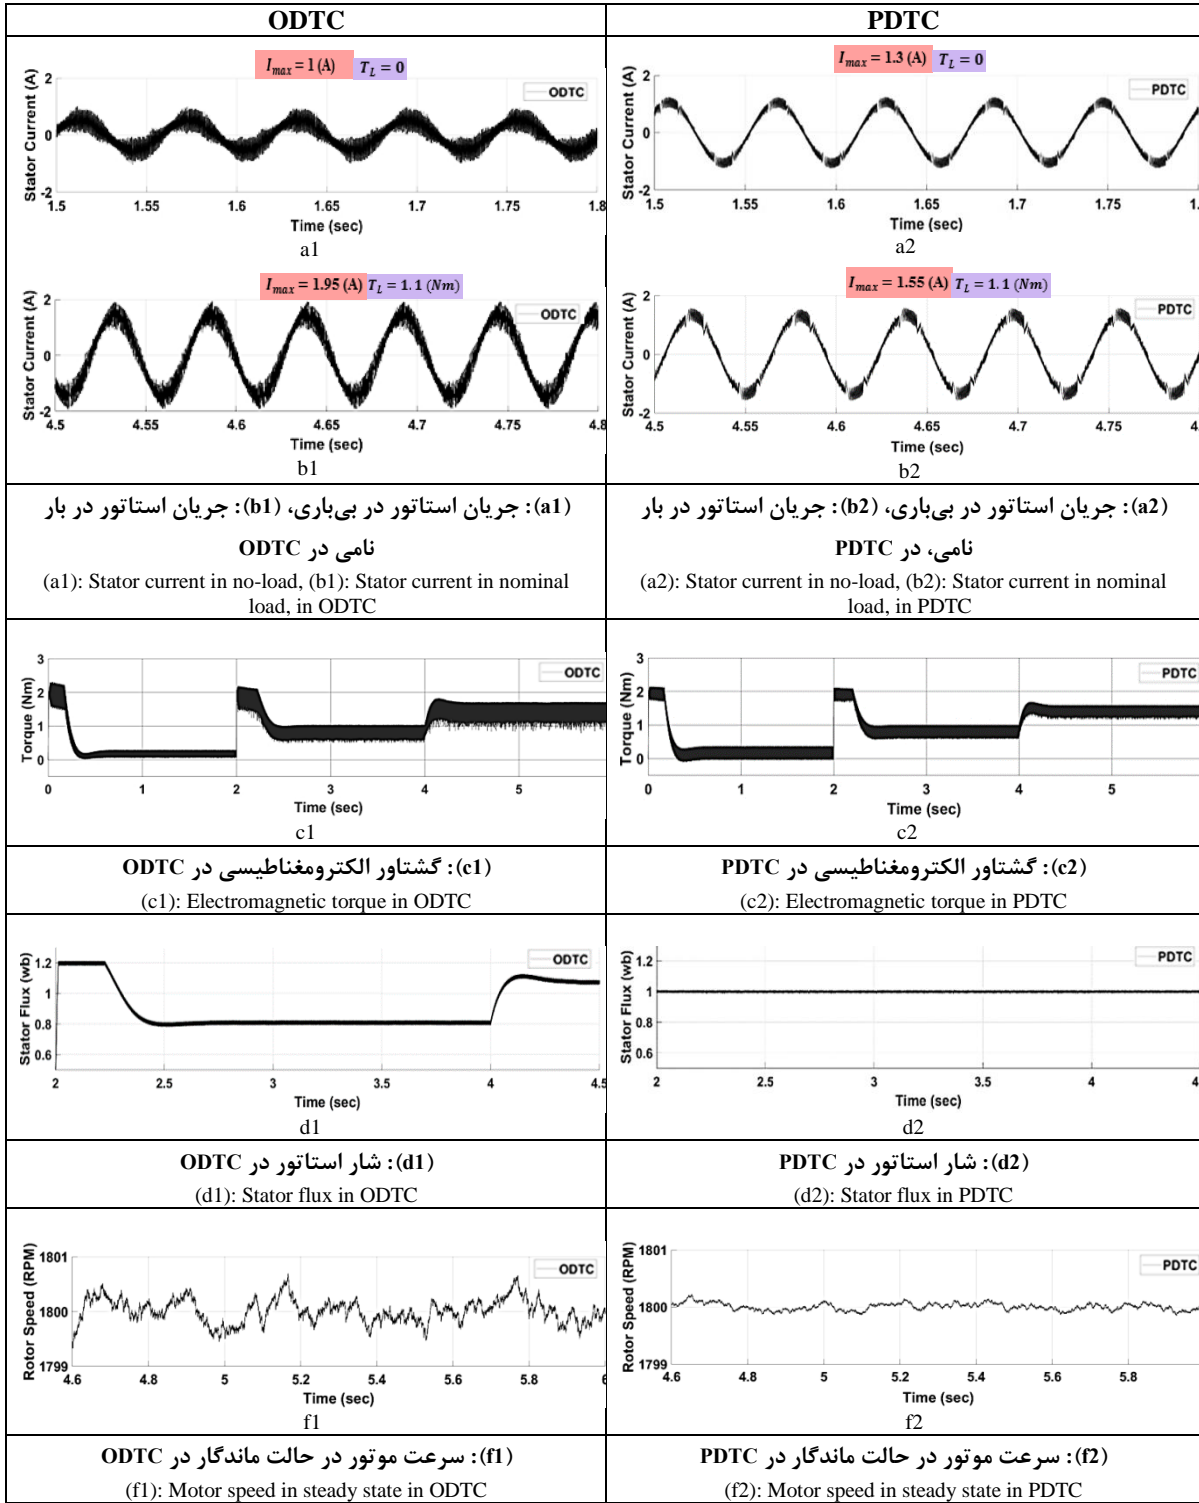 ODTC
PDTC
I_max = 1 (A) T_L = 0
ODTC
Stator Current (A)
2
0
-2
1.5 1.55 1.6 1.65 1.7 1.75 1.8
Time (sec)
a1
I_max = 1.3 (A) T_L = 0
PDTC
Stator Current (A)
2
0
-2
1.5 1.55 1.6 1.65 1.7 1.75 1.
Time (sec)
a2
I_max = 1.95 (A) T_L = 1.1 (Nm)
ODTC
Stator Current (A)
2
0
-2
4.5 4.55 4.6 4.65 4.7 4.75 4.8
Time (sec)
b1
I_max = 1.55 (A) T_L = 1.1 (Nm)
PDTC
Stator Current (A)
2
0
-2
4.5 4.55 4.6 4.65 4.7 4.75 4.
Time (sec)
b2
(a1): جریان استاتور در بی‌باری، (b1): جریان استاتور در بار
نامی در ODTC
(a1): Stator current in no-load, (b1): Stator current in nominal
load, in ODTC
(a2): جریان استاتور در بی‌باری، (b2): جریان استاتور در بار
نامی، در PDTC
(a2): Stator current in no-load, (b2): Stator current in nominal
load, in PDTC
ODTC
Torque (Nm)
3
2
1
0
0 1 2 3 4 5
Time (sec)
c1
PDTC
Torque (Nm)
3
2
1
0
0 1 2 3 4 5
Time (sec)
c2
(c1): گشتاور الکترومغناطیسی در ODTC
(c1): Electromagnetic torque in ODTC
(c2): گشتاور الکترومغناطیسی در PDTC
(c2): Electromagnetic torque in PDTC
ODTC
Stator Flux (wb)
1.2
1
0.8
0.6
2 2.5 3 3.5 4 4.5
Time (sec)
d1
PDTC
Stator Flux (wb)
1.2
1
0.8
0.6
2 2.5 3 3.5 4 4
Time (sec)
d2
(d1): شار استاتور در ODTC
(d1): Stator flux in ODTC
(d2): شار استاتور در PDTC
(d2): Stator flux in PDTC
ODTC
Rotor Speed (RPM)
1801
1800
1799
4.6 4.8 5 5.2 5.4 5.6 5.8 6
Time (sec)
f1
PDTC
Rotor Speed (RPM)
1801
1800
1799
4.6 4.8 5 5.2 5.4 5.6 5.8
Time (sec)
f2
(f1): سرعت موتور در حالت ماندگار در ODTC
(f1): Motor speed in steady state in ODTC
(f2): سرعت موتور در حالت ماندگار در PDTC
(f2): Motor speed in steady state in PDTC